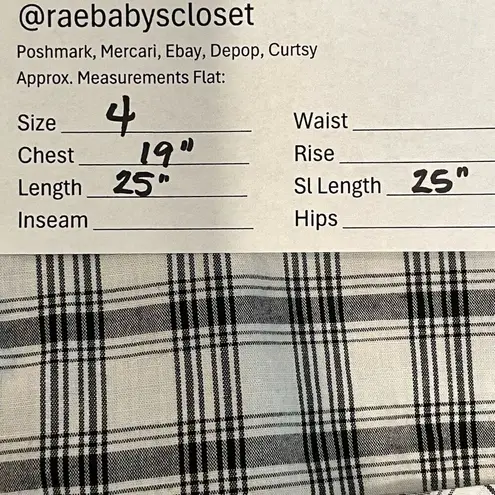 @raebabyscloset
Poshmark, Mercari, Ebay, Depop, Curtsy
Approx. Measurements Flat:
Size 4 Waist
Chest 19" Rise
Length 25" Sl Length 25"
Inseam Hips